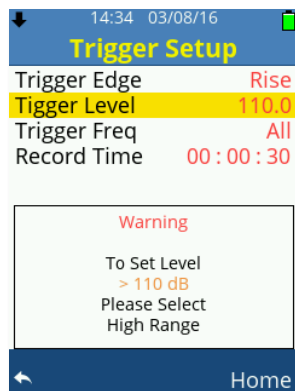 14:34 03/08/16
Trigger Setup
Trigger Edge Rise
Tigger Level 110.0
Trigger Freq All
Record Time 00 : 00 : 30
Warning
To Set Level
> 110 dB
Please Select
High Range
Home